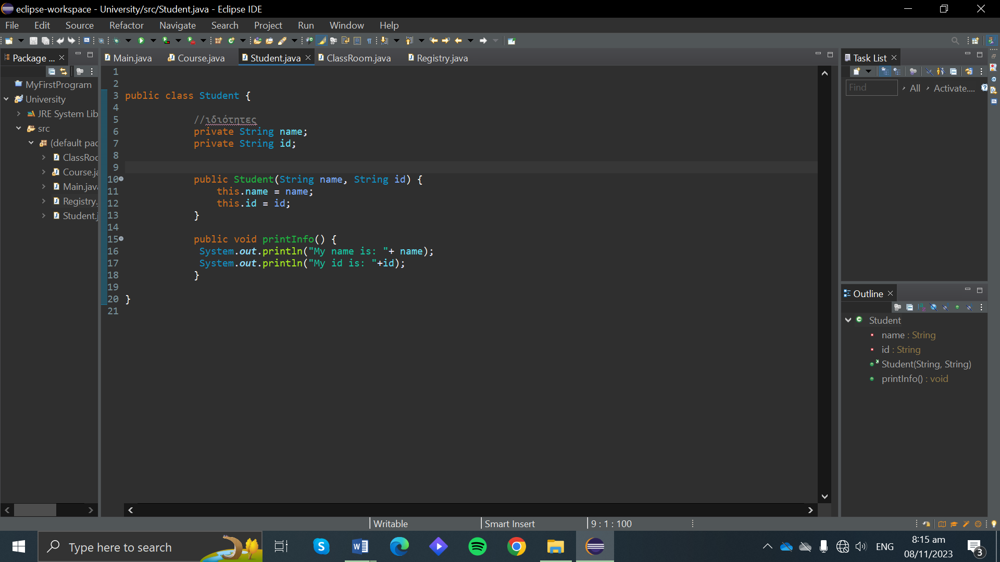 eclipse-workspace - University/src/Student.java - Eclipse IDE
File Edit Source Refactor Navigate Search Project Run Window Help
Package ...
Main.java Course.java Student.java ClassRoom.java Registry.java
Task List
Find All Activate....
MyFirstProgram
University
JRE System Lib
src
(default pac
ClassRoo
Course.ja
Main.java
Registry.
Student.j
1
2
3 public class Student {
4
5 //ιδιότητες
6 private String name;
7 private String id;
8
9
10 public Student(String name, String id) {
11 this.name = name;
12 this.id = id;
13 }
14
15 public void printInfo() {
16 System.out.println("My name is: "+ name);
17 System.out.println("My id is: "+id);
18 }
19
20 }
21
Outline
Student
name : String
id : String
Student(String, String)
printInfo() : void
Writable Smart Insert 9 : 1 : 100
Type here to search
ENG
8:15 am
08/11/2023
3